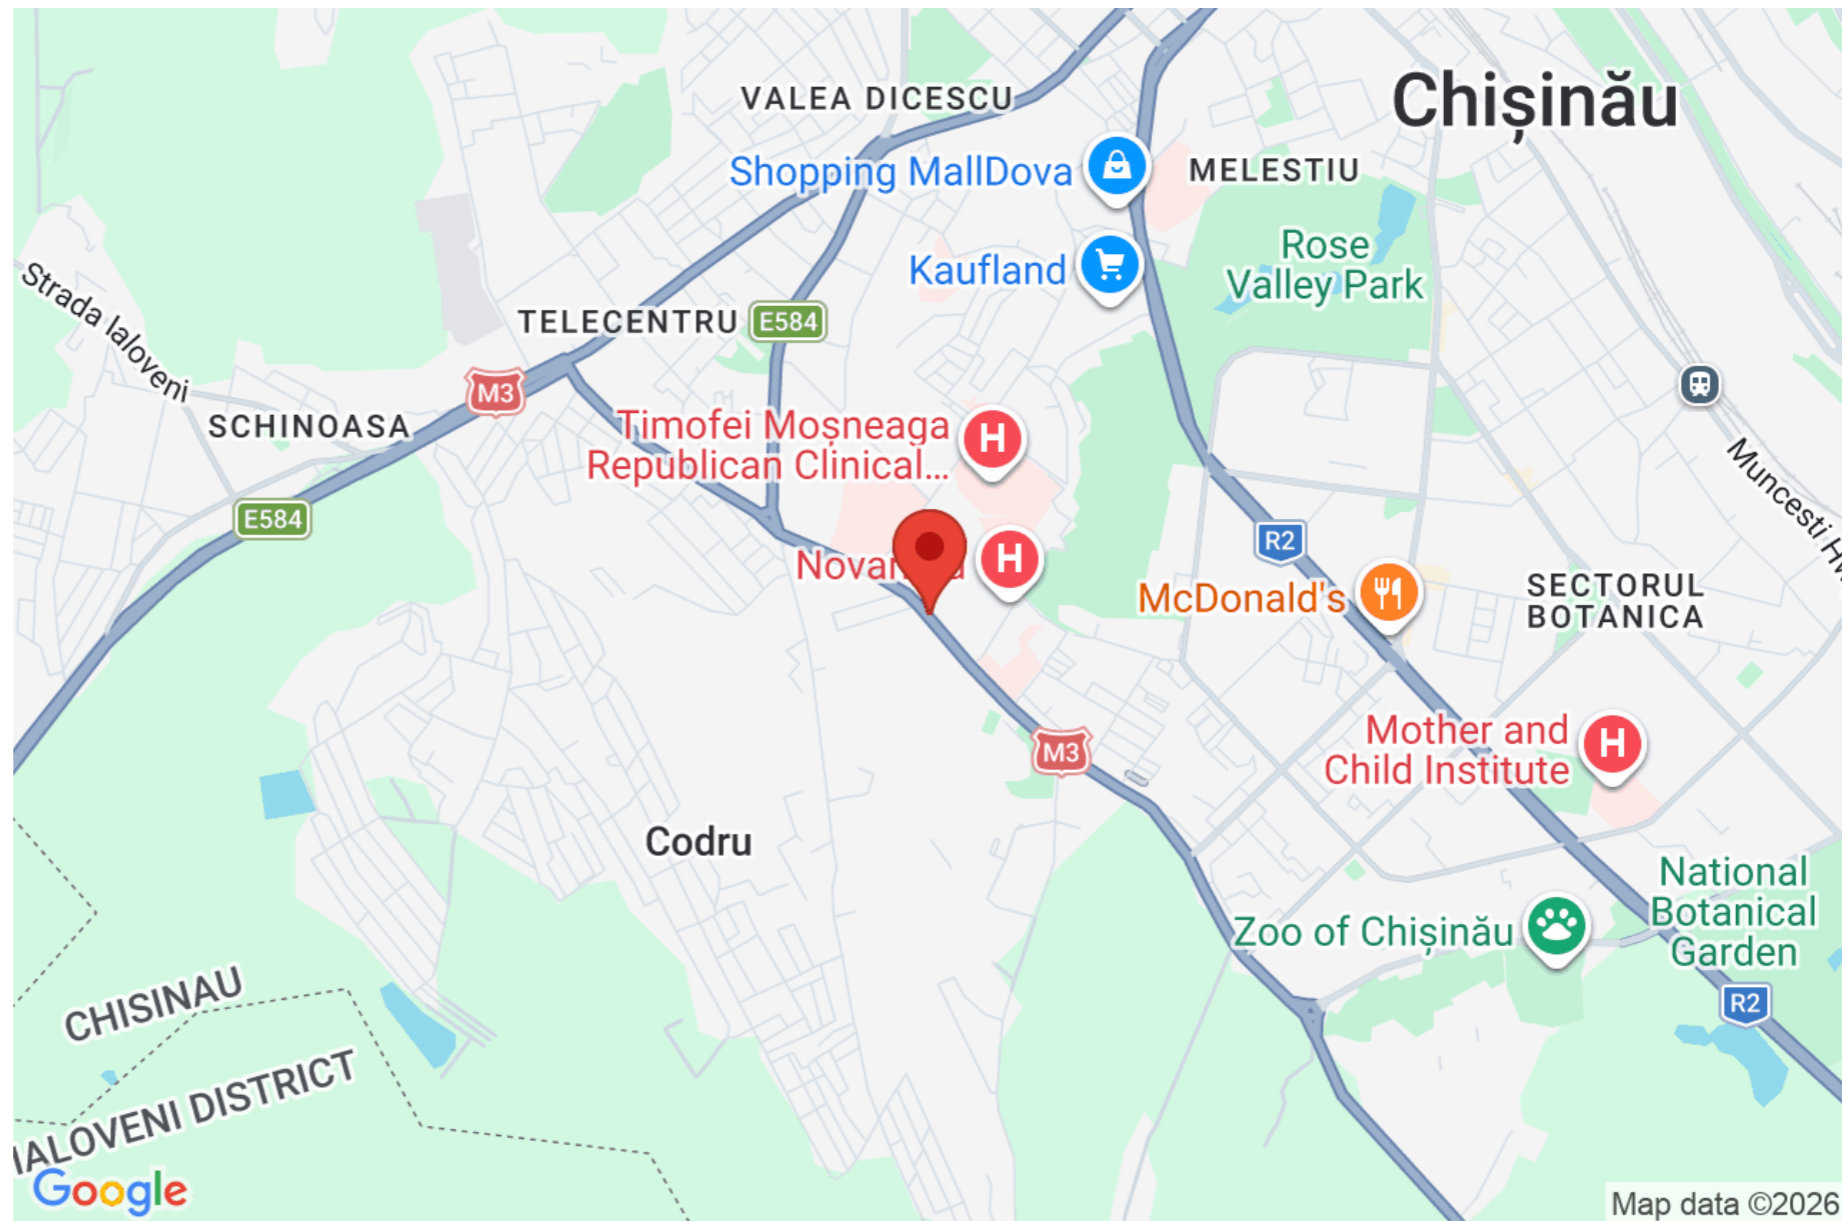 VALEA DICESCU
Chișinău
Shopping MallDova
MELESTIU
Rose
Valley Park
Kaufland
Strada Ialoveni
TELECENTRU
E584
M3
SCHINOASA
Timofei Moșneaga
Republican Clinical...
E584
R2
Muncesti
McDonald's
SECTORUL
BOTANICA
Mother and
Child Institute
M3
Codru
National
Botanical
Garden
Zoo of Chișinău
R2
CHISINAU
IALOVENI DISTRICT
Google
Map data ©2026